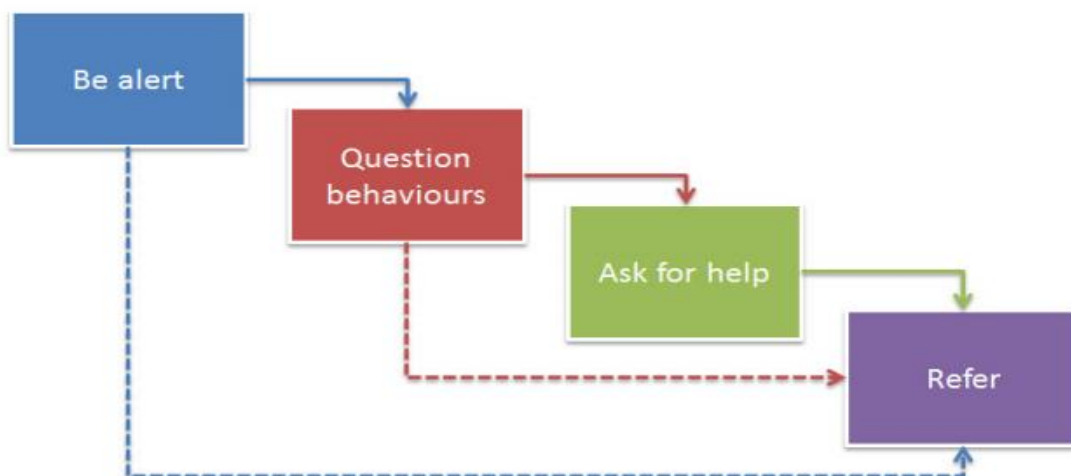 Be alert
Question
behaviours
Ask for help
Refer